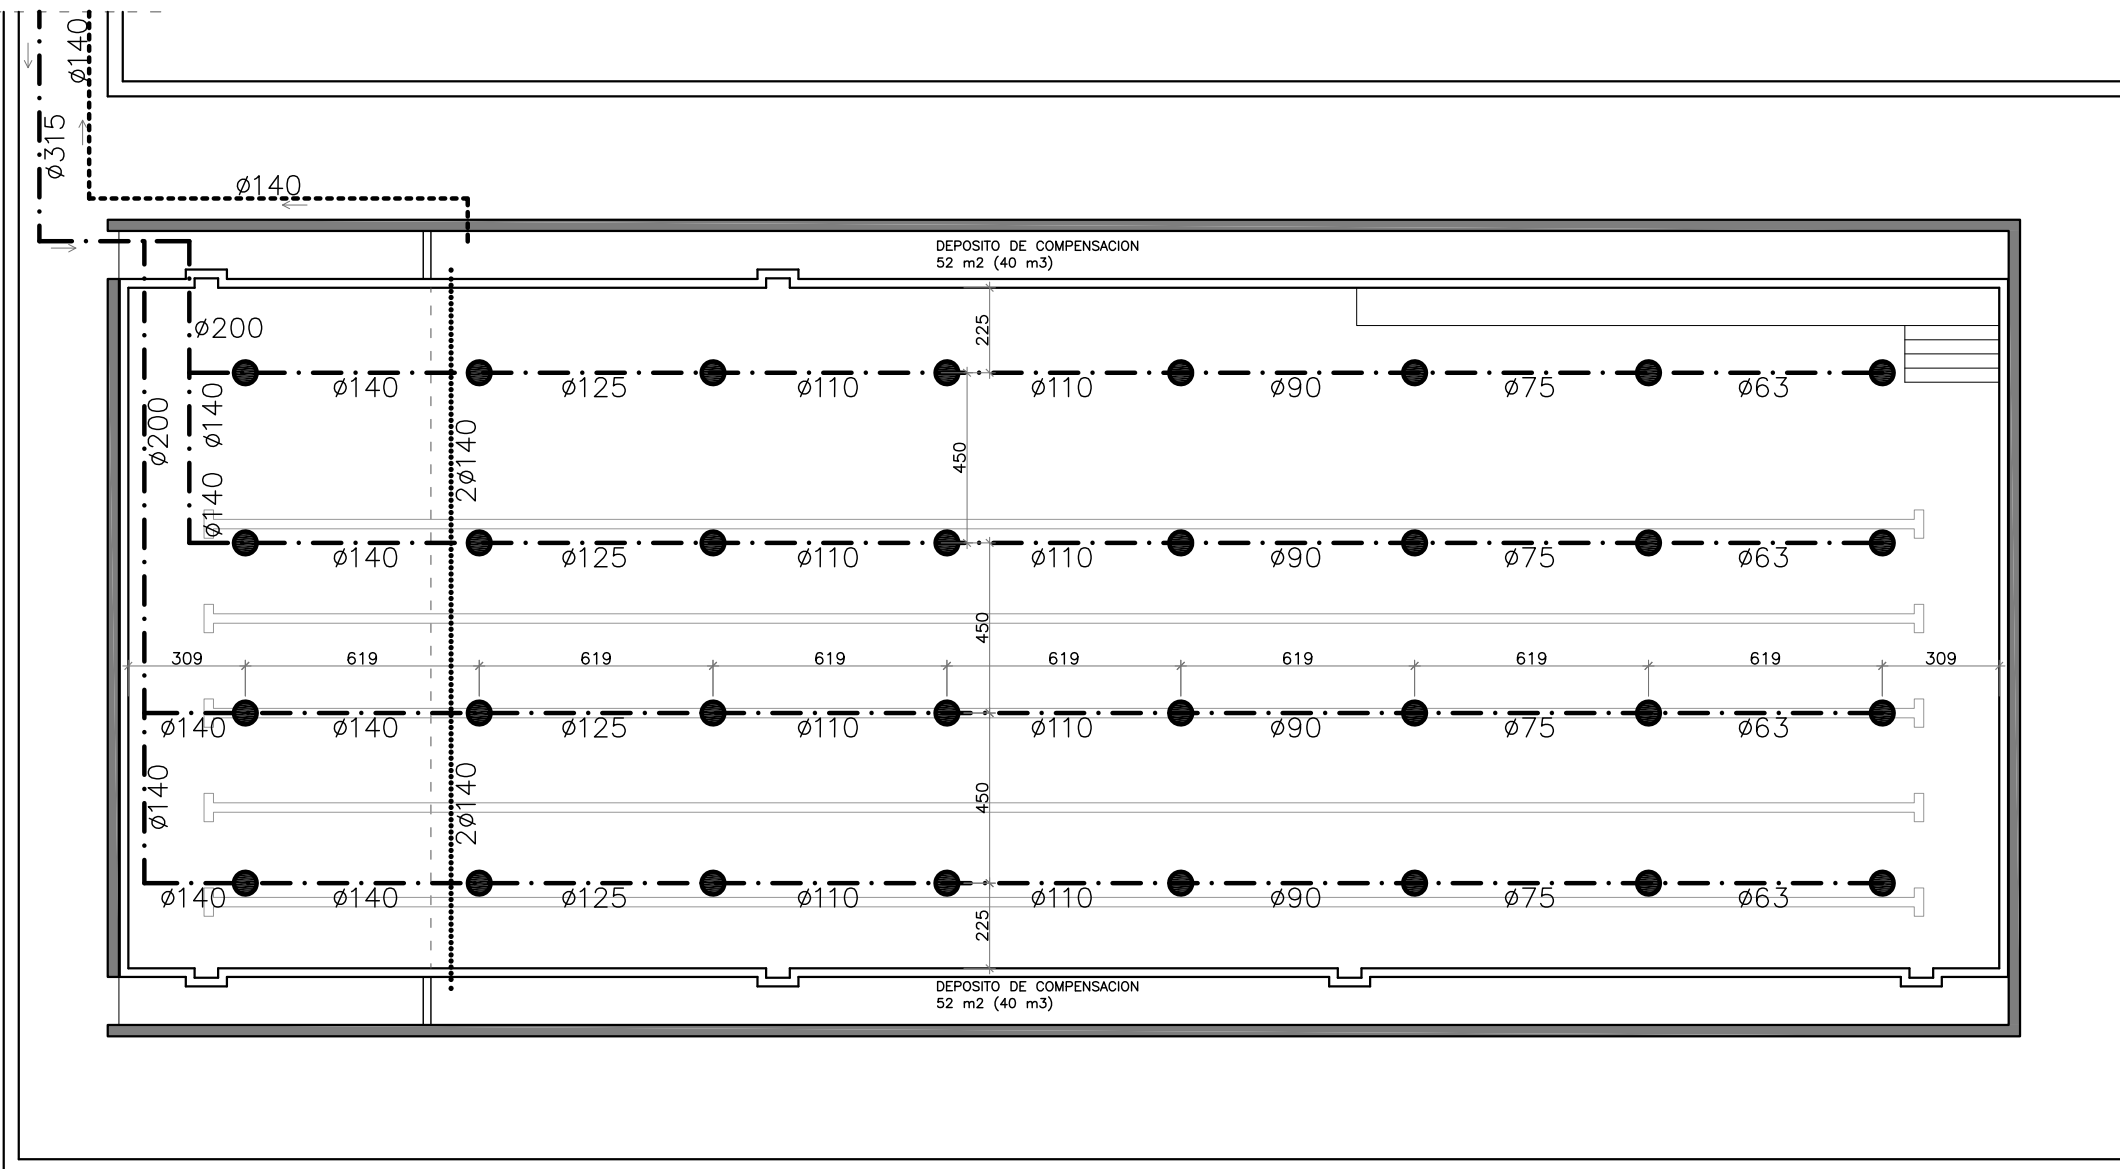 ø140
ø315
ø140
DEPOSITO DE COMPENSACION
52 m2 (40 m3)
ø200
225
ø140 ø125 ø110 ø110 ø90 ø75 ø63
ø200
ø140
2ø140
450
ø140
ø140 ø125 ø110 ø110 ø90 ø75 ø63
450
309 619 619 619 619 619 619 619 309
ø140 ø140 ø125 ø110 ø110 ø90 ø75 ø63
ø140
2ø140
450
ø140 ø140 ø125 ø110 ø110 ø90 ø75 ø63
225
DEPOSITO DE COMPENSACION
52 m2 (40 m3)